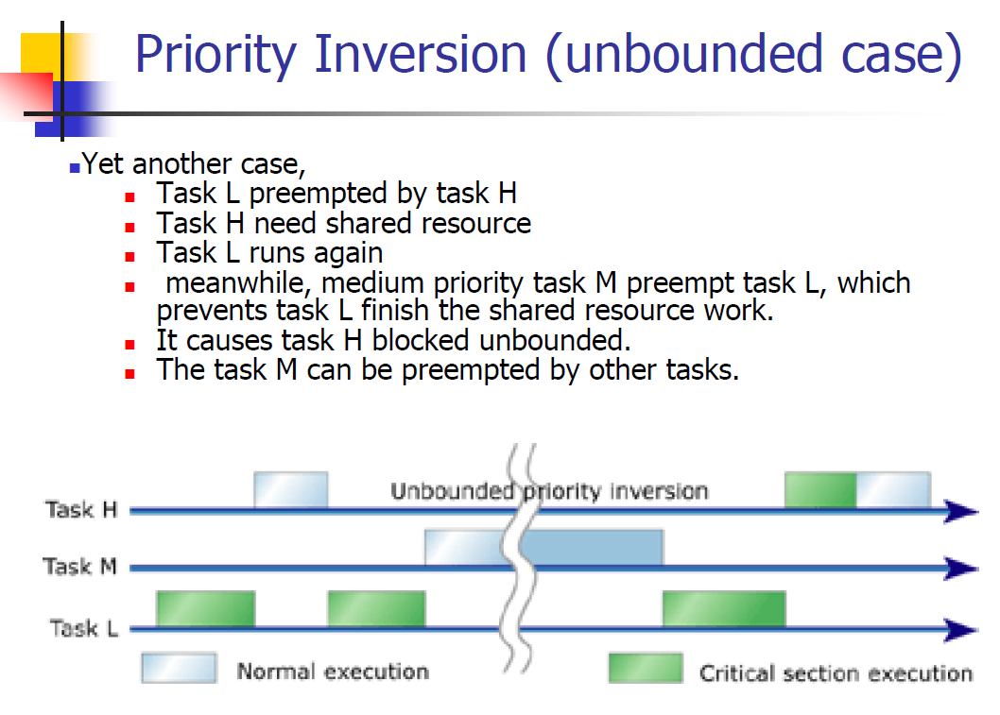 Priority Inversion (unbounded case)
Yet another case,
Task L preempted by task H
Task H need shared resource
Task L runs again
meanwhile, medium priority task M preempt task L, which
prevents task L finish the shared resource work.
It causes task H blocked unbounded.
The task M can be preempted by other tasks.
Unbounded priority inversion
Task H
Task M
Task L
Normal execution
Critical section execution